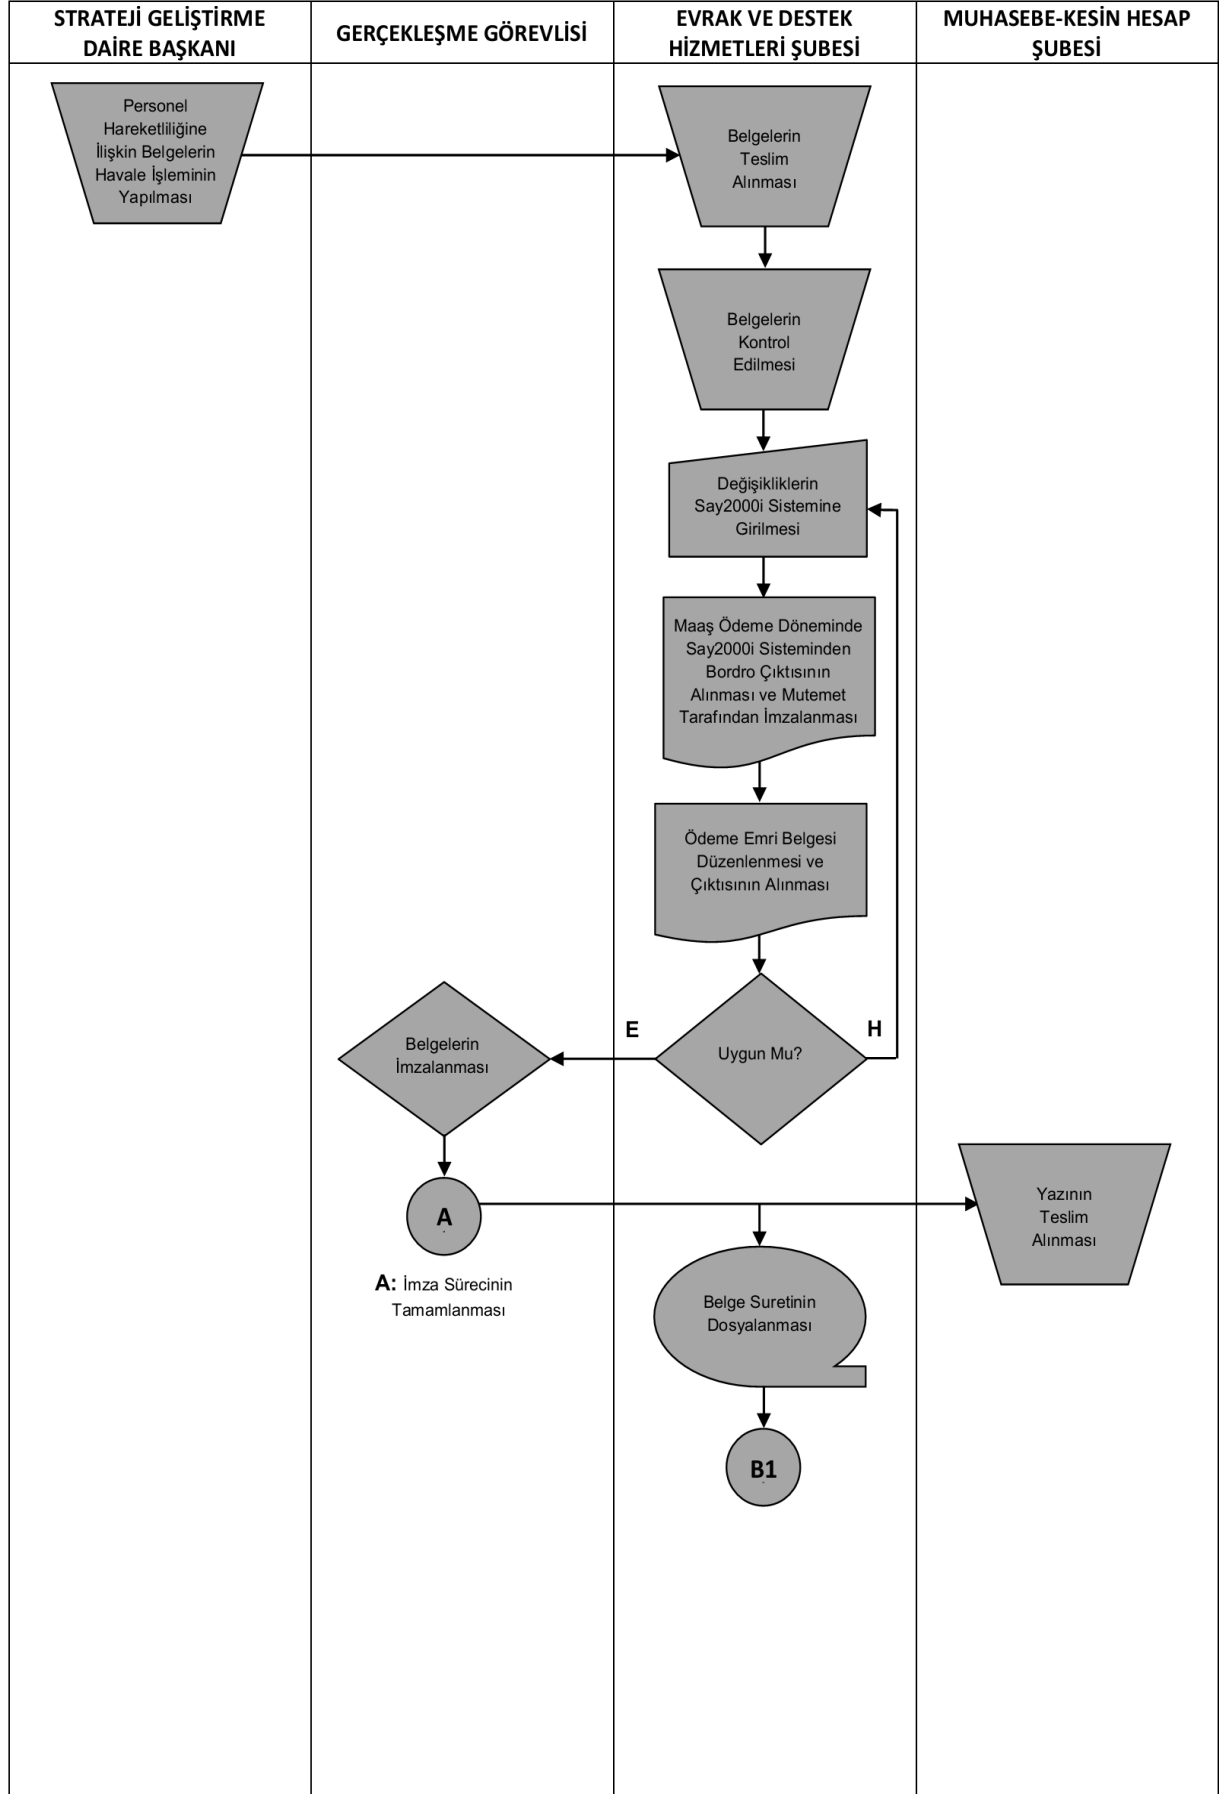 STRATEJİ GELİŞTİRME
DAİRE BAŞKANI
GERÇEKLEŞME GÖREVLİSİ
EVRAK VE DESTEK
HİZMETLERİ ŞUBESİ
MUHASEBE-KESİN HESAP
ŞUBESİ
Personel
Hareketliliğine
İlişkin Belgelerin
Havale İşleminin
Yapılması
Belgelerin
Teslim
Alınması
Belgelerin
Kontrol
Edilmesi
Değişikliklerin
Say2000i Sistemine
Girilmesi
Maaş Ödeme Döneminde
Say2000i Sisteminden
Bordro Çıktısının
Alınması ve Mutemet
Tarafından İmzalanması
Ödeme Emri Belgesi
Düzenlenmesi ve
Çıktısının Alınması
E
H
Uygun Mu?
Belgelerin
İmzalanması
A
A: İmza Sürecinin
Tamamlanması
Yazının
Teslim
Alınması
Belge Suretinin
Dosyalanması
B1